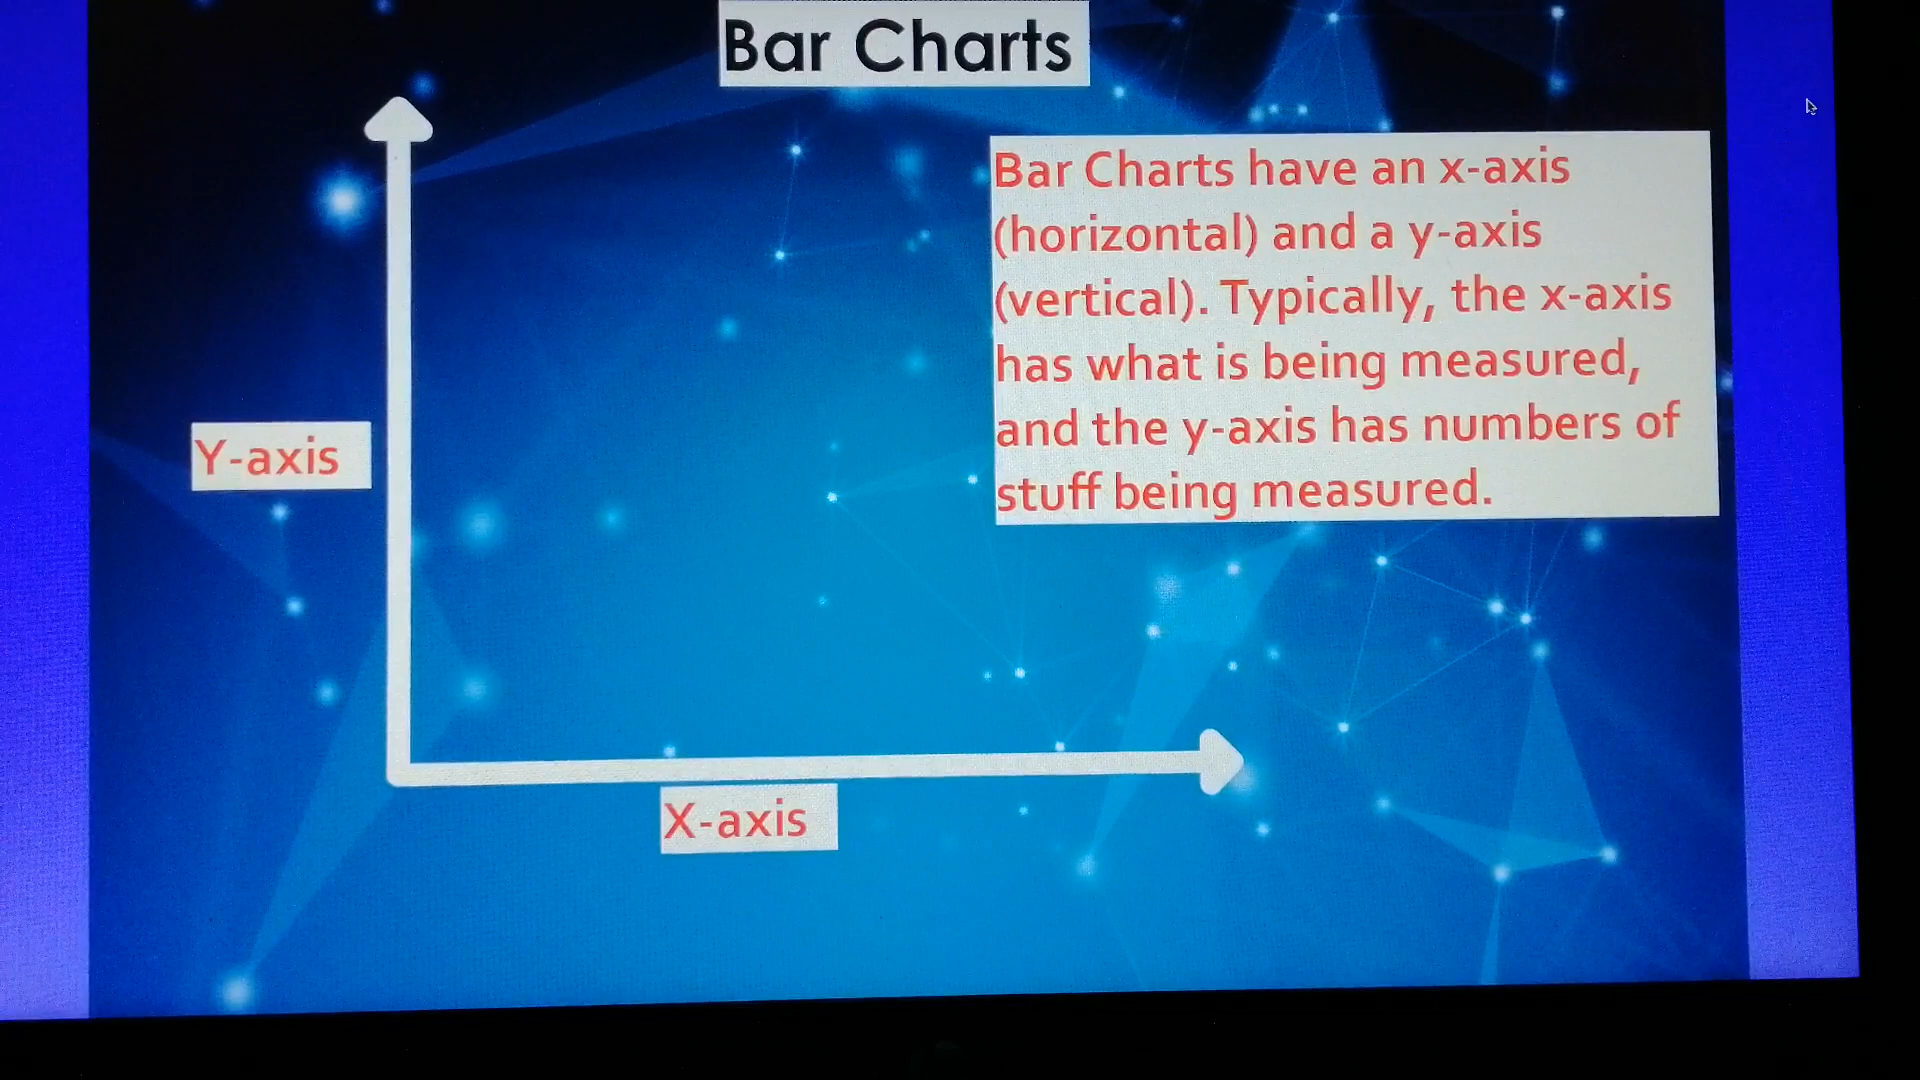 Bar Charts
Bar Charts have an x-axis
(horizontal) and a y-axis
(vertical). Typically, the x-axis
has what is being measured,
and the y-axis has numbers of
stuff being measured.
Y-axis
X-axis